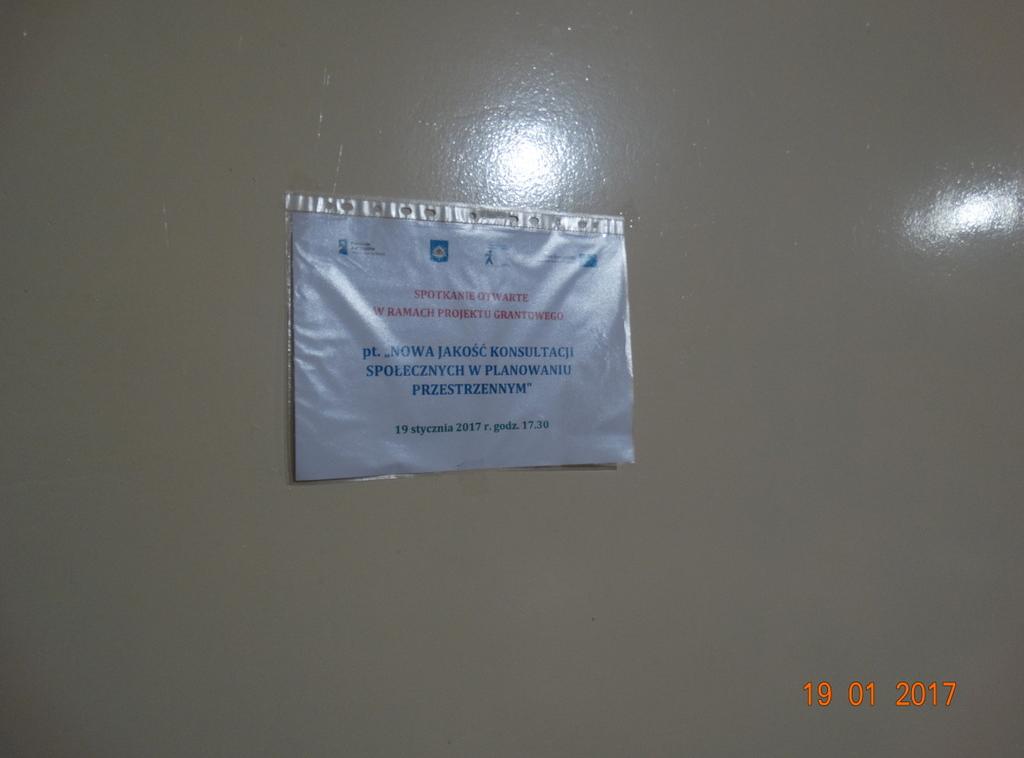 SPOTKANIE OTWARTE
W RAMACH PROJEKTU GRANTOWEGO
pt. „NOWA JAKOŚĆ KONSULTACJI
SPOŁECZNYCH W PLANOWANIU
PRZESTRZENNYM"
19 stycznia 2017 r. godz. 17.30
19 01 2017